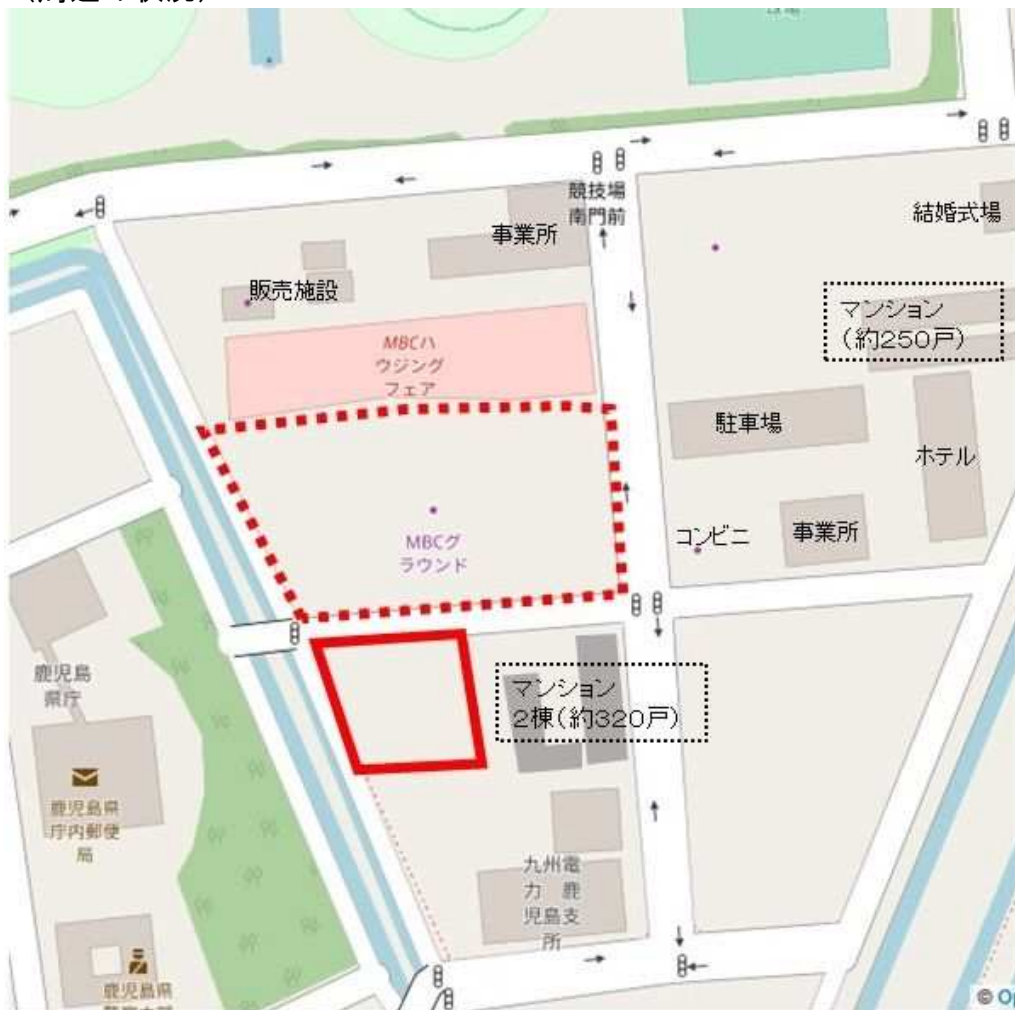 競技場
南門前
結婚式場
事業所
販売施設
マンション
(約250戸)
MBCハ
ウジング
フェア
駐車場
ホテル
MBCグ
ラウンド
コンビニ
事業所
鹿児島
県庁
マンション
2棟(約320戸)
鹿児島県
庁内郵便
局
九州電
力 鹿
児島支
所
鹿児島県
© Op